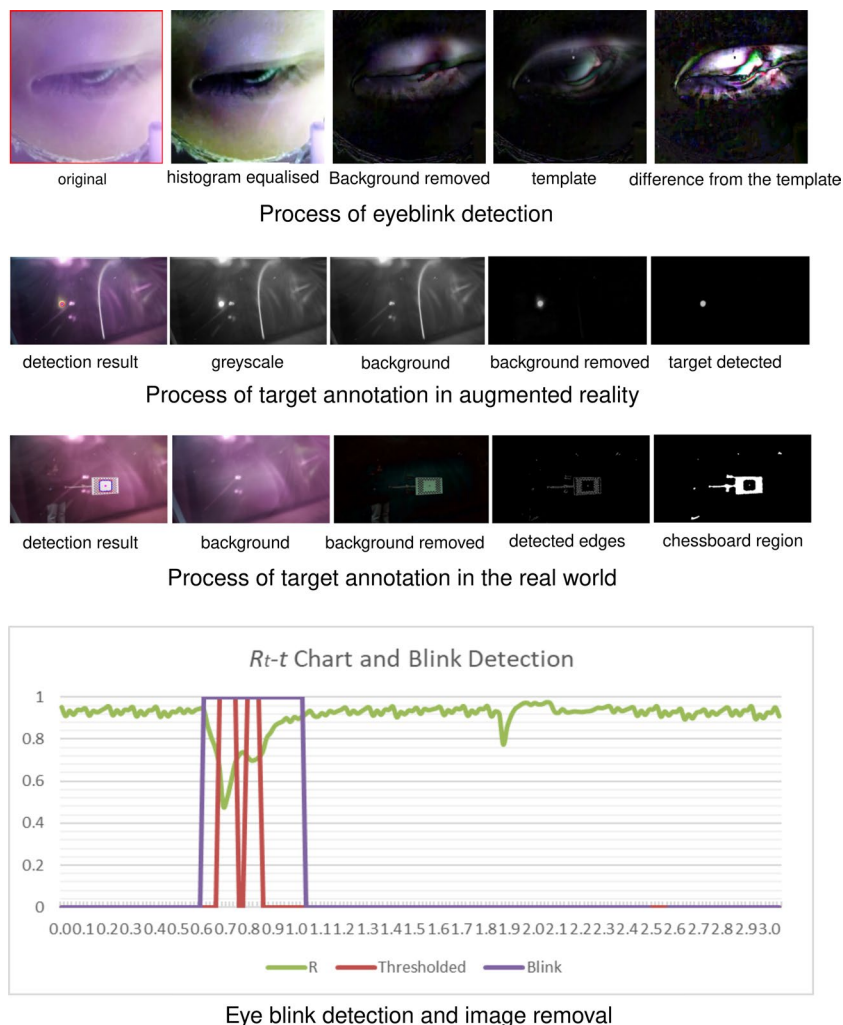 original histogram equalised Background removed template difference from the template
Process of eyeblink detection
detection result greyscale background background removed target detected
Process of target annotation in augmented reality
detection result background background removed detected edges chessboard region
Process of target annotation in the real world
Rt-t Chart and Blink Detection
1
0.8
0.6
0.4
0.2
0
0.00.10.20.30.40.50.60.70.80.91.01.11.21.31.41.51.61.71.81.92.02.12.22.32.42.52.62.72.82.93.0
R Thresholded Blink
Eye blink detection and image removal